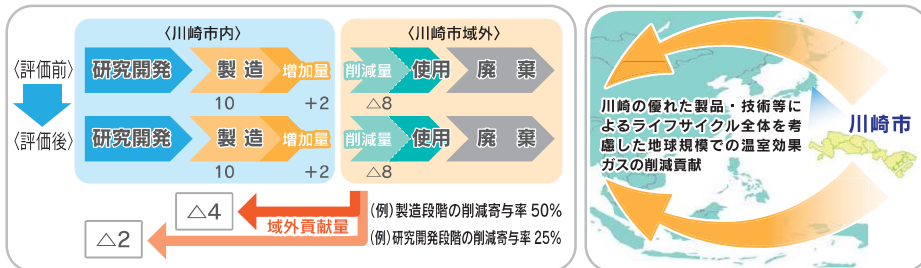 〈川崎市内〉
〈川崎市域外〉
〈評価前〉
研究開発 製造 増加量 削減量 使用 廃棄
10 +2 △8
〈評価後〉
研究開発 製造 増加量 削減量 使用 廃棄
10 +2 △8
△4
域外貢献量
(例)製造段階の削減寄与率50%
△2
(例)研究開発段階の削減寄与率25%
川崎の優れた製品・技術等に
よるライフサイクル全体を考
慮した地球規模での温室効果
ガスの削減貢献
川崎市